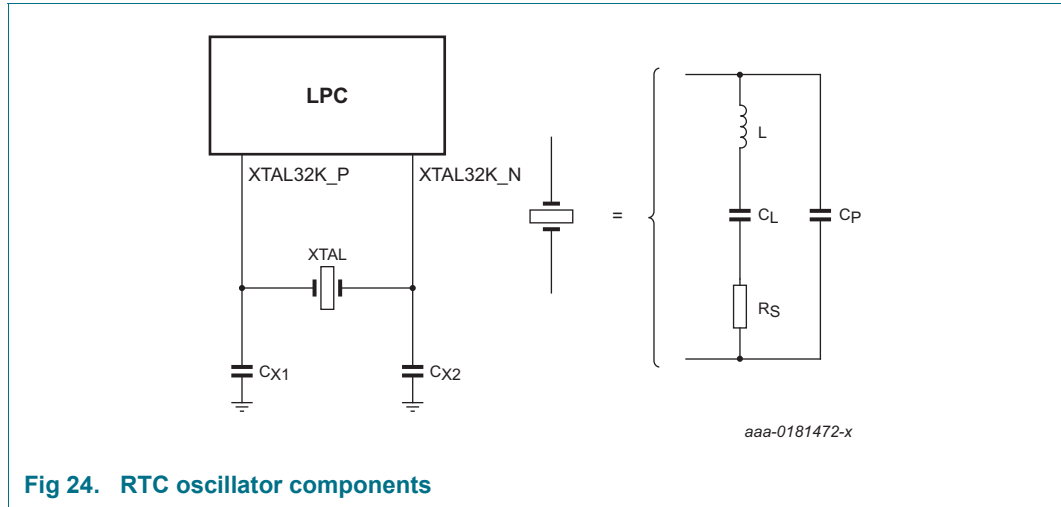 LPC
XTAL32K_P
XTAL32K_N
XTAL
CX1
CX2
=
L
CL
CP
RS
aaa-0181472-x
Fig 24. RTC oscillator components